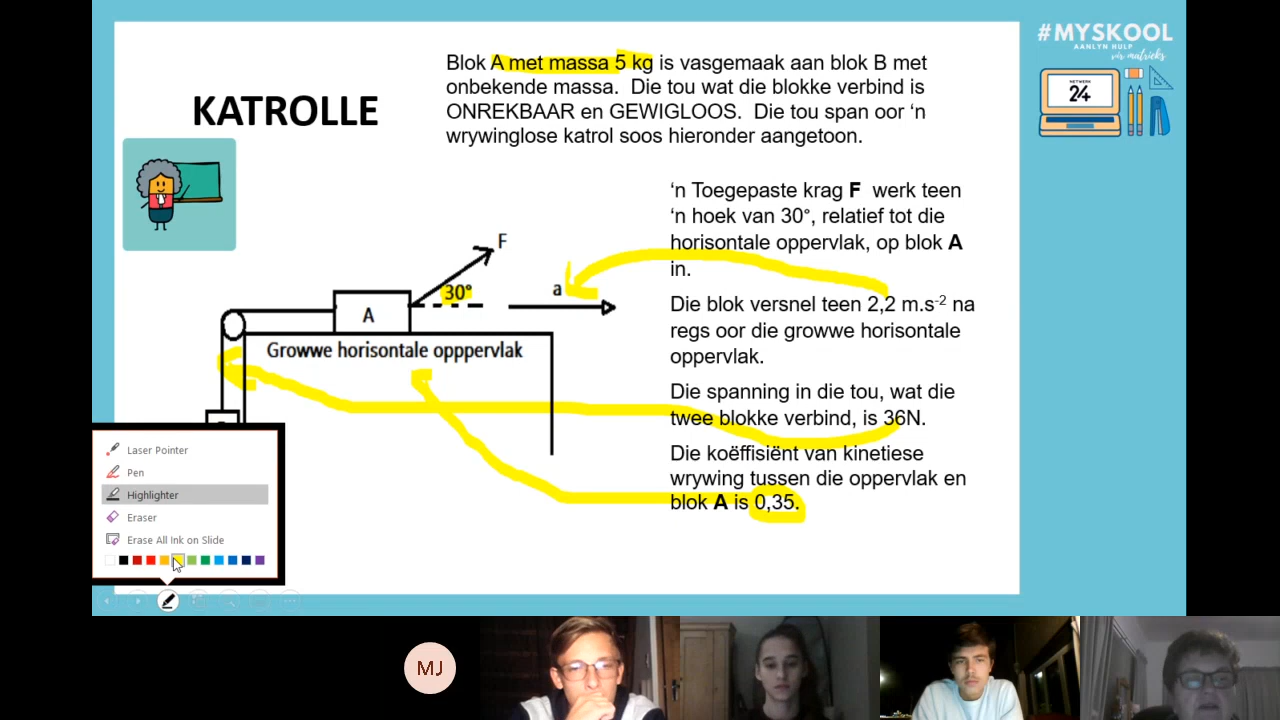 #MYSKOOL
AANLYN HULP
vir matrieks
NETWERK
24
KATROLLE
Blok A met massa 5 kg is vasgemaak aan blok B met
onbekende massa. Die tou wat die blokke verbind is
ONREKBAAR en GEWIGLOOS. Die tou span oor ‘n
wrywinglose katrol soos hieronder aangetoon.
‘n Toegepaste krag F werk teen
‘n hoek van 30°, relatief tot die
horisontale oppervlak, op blok A
in.
Die blok versnel teen 2,2 m.s-2 na
regs oor die growwe horisontale
oppervlak.
Die spanning in die tou, wat die
twee blokke verbind, is 36N.
Die koëffisiënt van kinetiese
wrywing tussen die oppervlak en
blok A is 0,35.
F
30°
a
A
Growwe horisontale opppervlak
Laser Pointer
Pen
Highlighter
Eraser
Erase All Ink on Slide
MJ